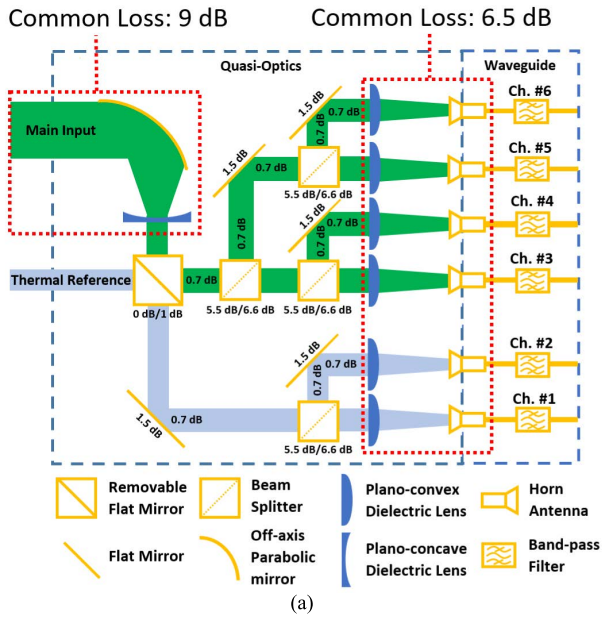 Common Loss: 9 dB
Common Loss: 6.5 dB
Quasi-Optics
Waveguide
Main Input
Thermal Reference
0 dB/1 dB
0.7 dB
5.5 dB/6.6 dB
0.7 dB
1.5 dB
0.7 dB
5.5 dB/6.6 dB
0.7 dB
1.5 dB
0.7 dB
5.5 dB/6.6 dB
0.7 dB
1.5 dB
0.7 dB
1.5 dB
0.7 dB
5.5 dB/6.6 dB
0.7 dB
1.5 dB
0.7 dB
Ch. #6
Ch. #5
Ch. #4
Ch. #3
Ch. #2
Ch. #1
Removable
Flat Mirror
Beam
Splitter
Plano-convex
Dielectric Lens
Horn
Antenna
Flat Mirror
Off-axis
Parabolic
mirror
Plano-concave
Dielectric Lens
Band-pass
Filter
(a)